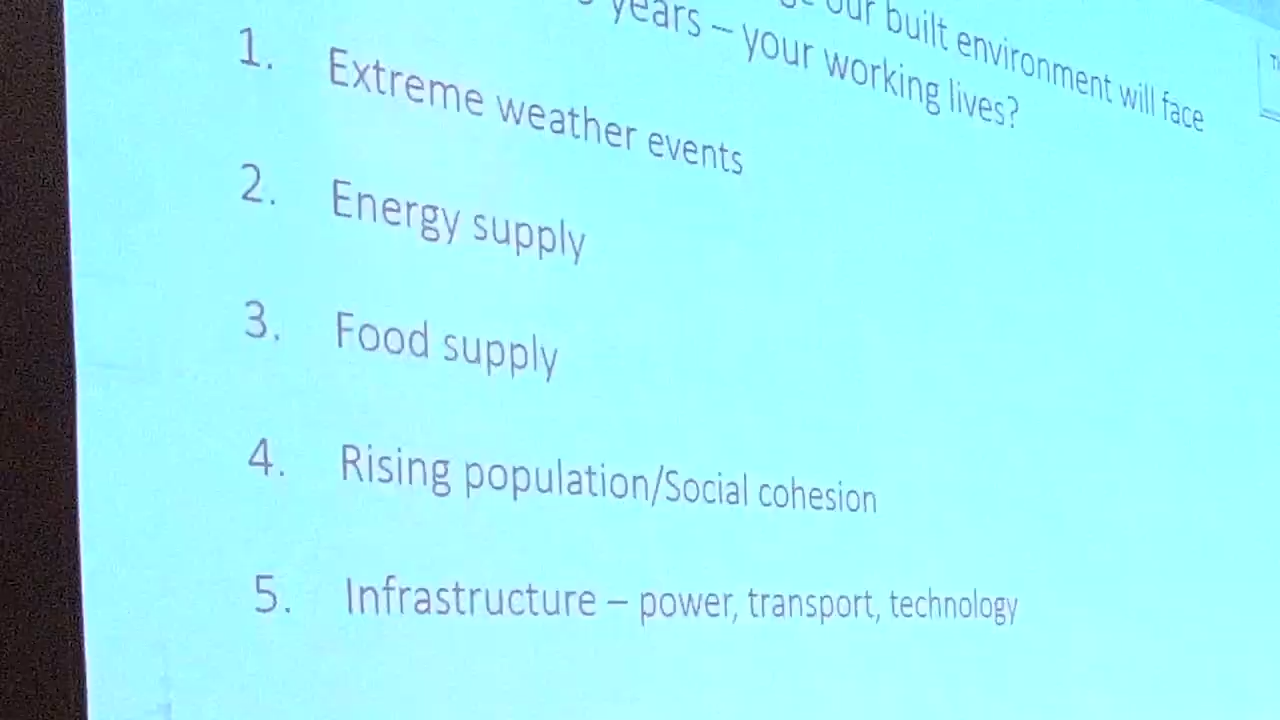 our built environment will face
years – your working lives?
1. Extreme weather events
2. Energy supply
3. Food supply
4. Rising population/Social cohesion
5. Infrastructure – power, transport, technology